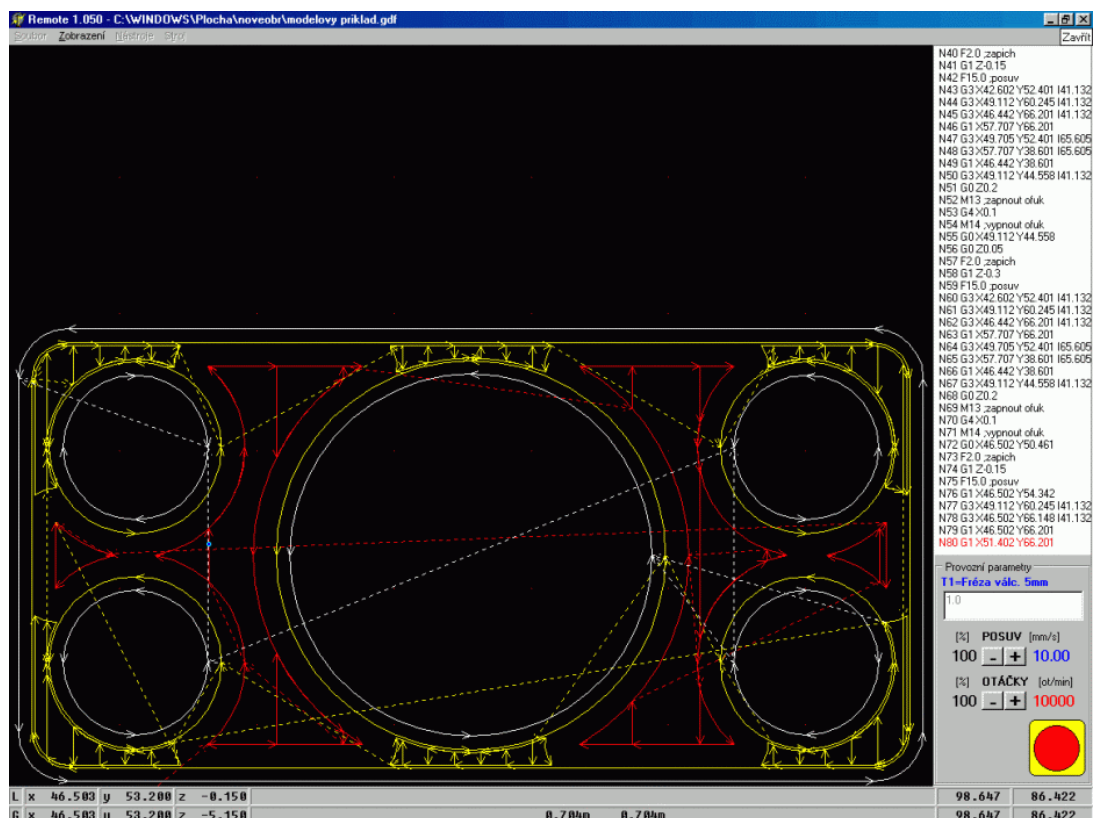 Remote 1.050 - C:\WINDOWS\Plocha\noveobr\modelovy priklad.gdf
Soubor Zobrazení Nástroje Stroj
Zavřít
N40 F2.0 ;zapich
N41 G1 Z-0.15
N42 F15.0 ;posuv
N43 G3 X42.602 Y52.401 I41.132
N44 G3 X49.112 Y60.245 I41.132
N45 G3 X46.442 Y66.201 I41.132
N46 G1 X57.707 Y66.201
N47 G3 X49.705 Y52.401 I65.605
N48 G3 X57.707 Y38.601 I65.605
N49 G1 X46.442 Y38.601
N50 G3 X49.112 Y44.558 I41.132
N51 G0 Z0.2
N52 M13 ;zapnout ofuk
N53 G4 X0.1
N54 M14 ;vypnout ofuk
N55 G0 X49.112 Y44.558
N56 G0 Z0.05
N57 F2.0 ;zapich
N58 G1 Z-0.3
N59 F15.0 ;posuv
N60 G3 X42.602 Y52.401 I41.132
N61 G3 X49.112 Y60.245 I41.132
N62 G3 X46.442 Y66.201 I41.132
N63 G1 X57.707 Y66.201
N64 G3 X49.705 Y52.401 I65.605
N65 G3 X57.707 Y38.601 I65.605
N66 G1 X46.442 Y38.601
N67 G3 X49.112 Y44.558 I41.132
N68 G0 Z0.2
N69 M13 ;zapnout ofuk
N70 G4 X0.1
N71 M14 ;vypnout ofuk
N72 G0 X46.502 Y50.461
N73 F2.0 ;zapich
N74 G1 Z-0.15
N75 F15.0 ;posuv
N76 G1 X46.502 Y54.342
N77 G3 X49.112 Y60.245 I41.132
N78 G3 X46.502 Y66.148 I41.132
N79 G1 X46.502 Y66.201
N80 G1 X51.402 Y66.201
Provozní parametry
T1=Fréza válc. 5mm
1.0
[%] POSUV [mm/s]
100 - + 10.00
[%] OTÁČKY [ot/min]
100 - + 10000
L x 46.503 y 53.200 z -0.150 98.647 86.422
G x 46.503 y 53.200 z -5.150 0.704m 0.704m 98.647 86.422